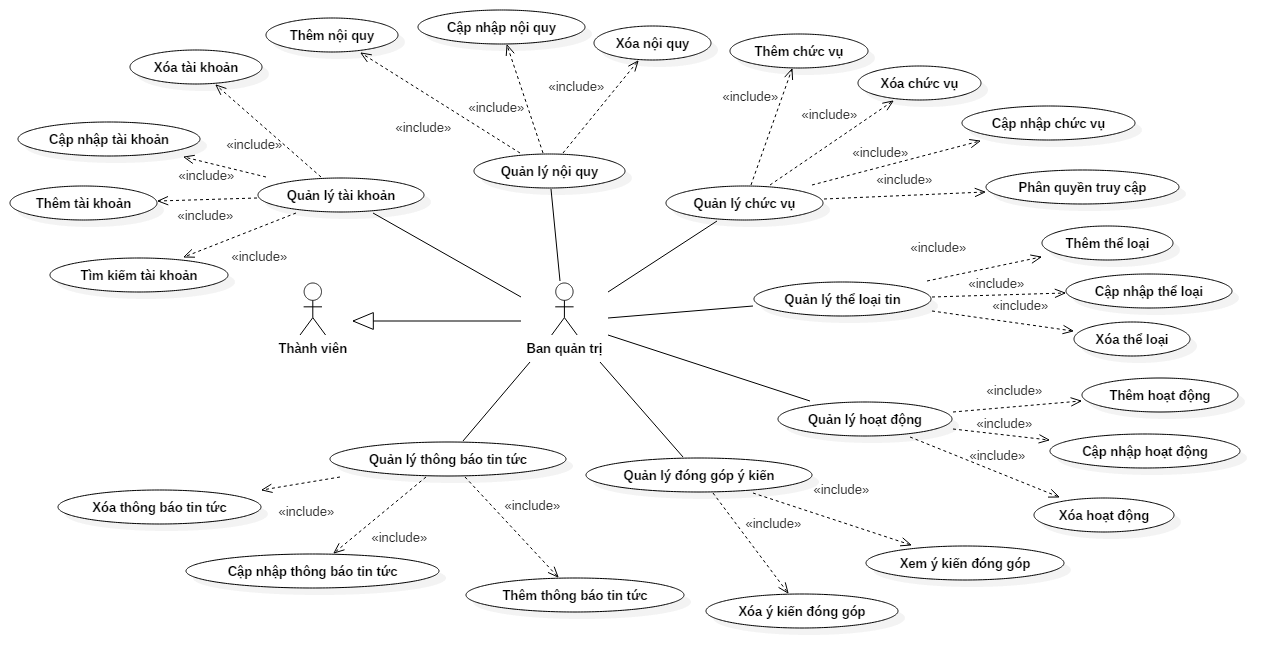 Thêm nội quy
Cập nhập nội quy
Xóa nội quy
Thêm chức vụ
Xóa tài khoản
Xóa chức vụ
«include»
«include»
«include»
«include»
«include»
Cập nhập chức vụ
Cập nhập tài khoản
«include»
«include»
Quản lý nội quy
«include»
«include»
Phân quyền truy cập
Quản lý tài khoản
Thêm tài khoản
Quản lý chức vụ
«include»
Thêm thể loại
«include»
«include»
Tìm kiếm tài khoản
«include»
Cập nhập thể loại
Quản lý thể loại tin
«include»
Xóa thể loại
Thành viên
Ban quản trị
«include»
Thêm hoạt động
Quản lý hoạt động
«include»
Cập nhập hoạt động
«include»
Quản lý thông báo tin tức
Quản lý đóng góp ý kiến
«include»
Xóa thông báo tin tức
«include»
«include»
Xóa hoạt động
«include»
«include»
Xem ý kiến đóng góp
Cập nhập thông báo tin tức
Thêm thông báo tin tức
Xóa ý kiến đóng góp